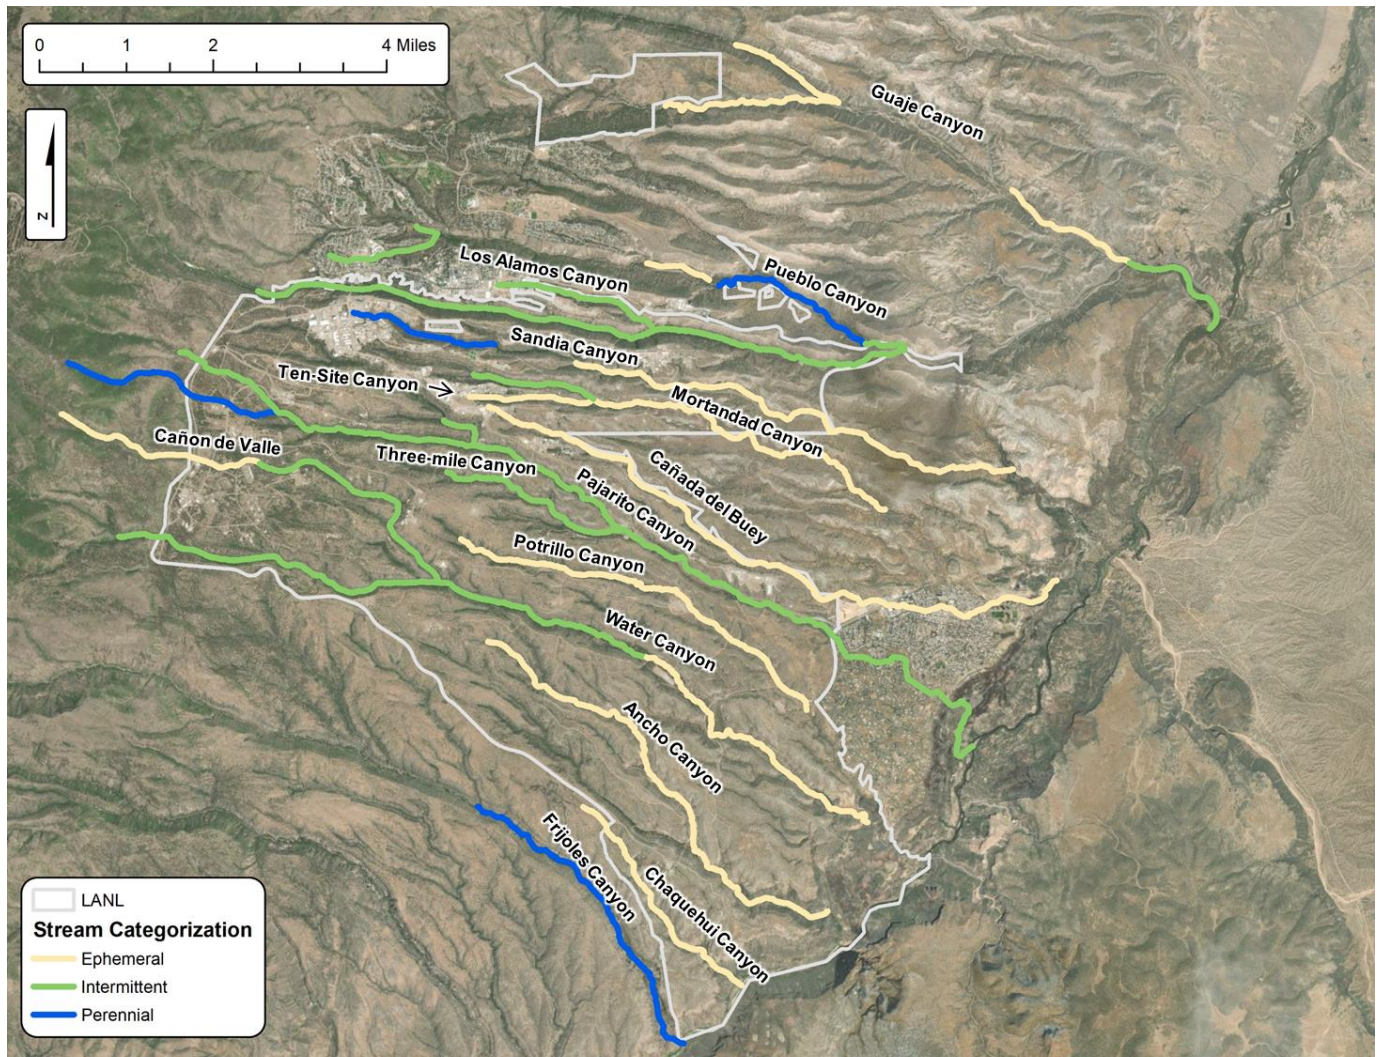 0 1 2 4 Miles
N
Guaje Canyon
Los Alamos Canyon
Pueblo Canyon
Sandia Canyon
Ten-Site Canyon
Mortandad Canyon
Cañon de Valle
Three-mile Canyon
Cañada del Buey
Pajarito Canyon
Potrillo Canyon
Water Canyon
Ancho Canyon
Frijoles Canyon
Chaquehui Canyon
LANL
Stream Categorization
Ephemeral
Intermittent
Perennial